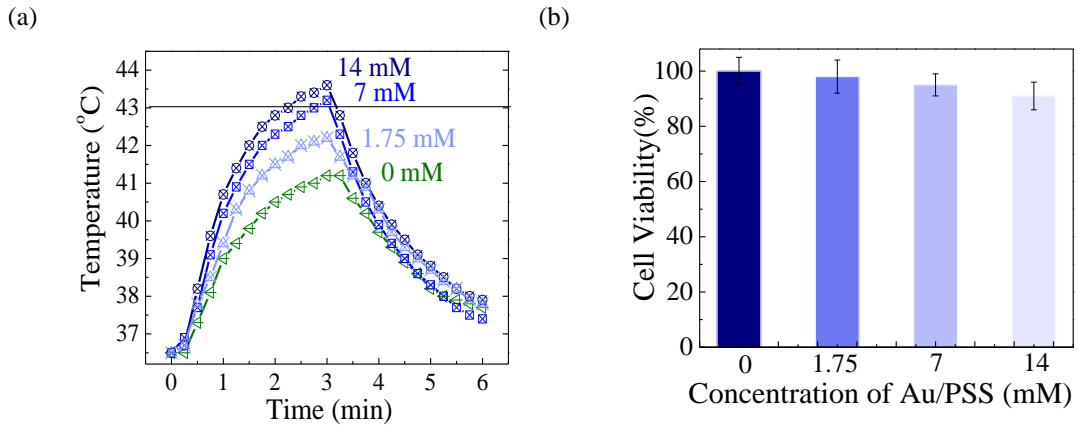 (a)
44
43
42
41
40
39
38
37
Temperature (°C)
14 mM
7 mM
1.75 mM
0 mM
0 1 2 3 4 5 6
Time (min)
(b)
100
80
60
40
20
0
Cell Viability(%)
0 1.75 7 14
Concentration of Au/PSS (mM)